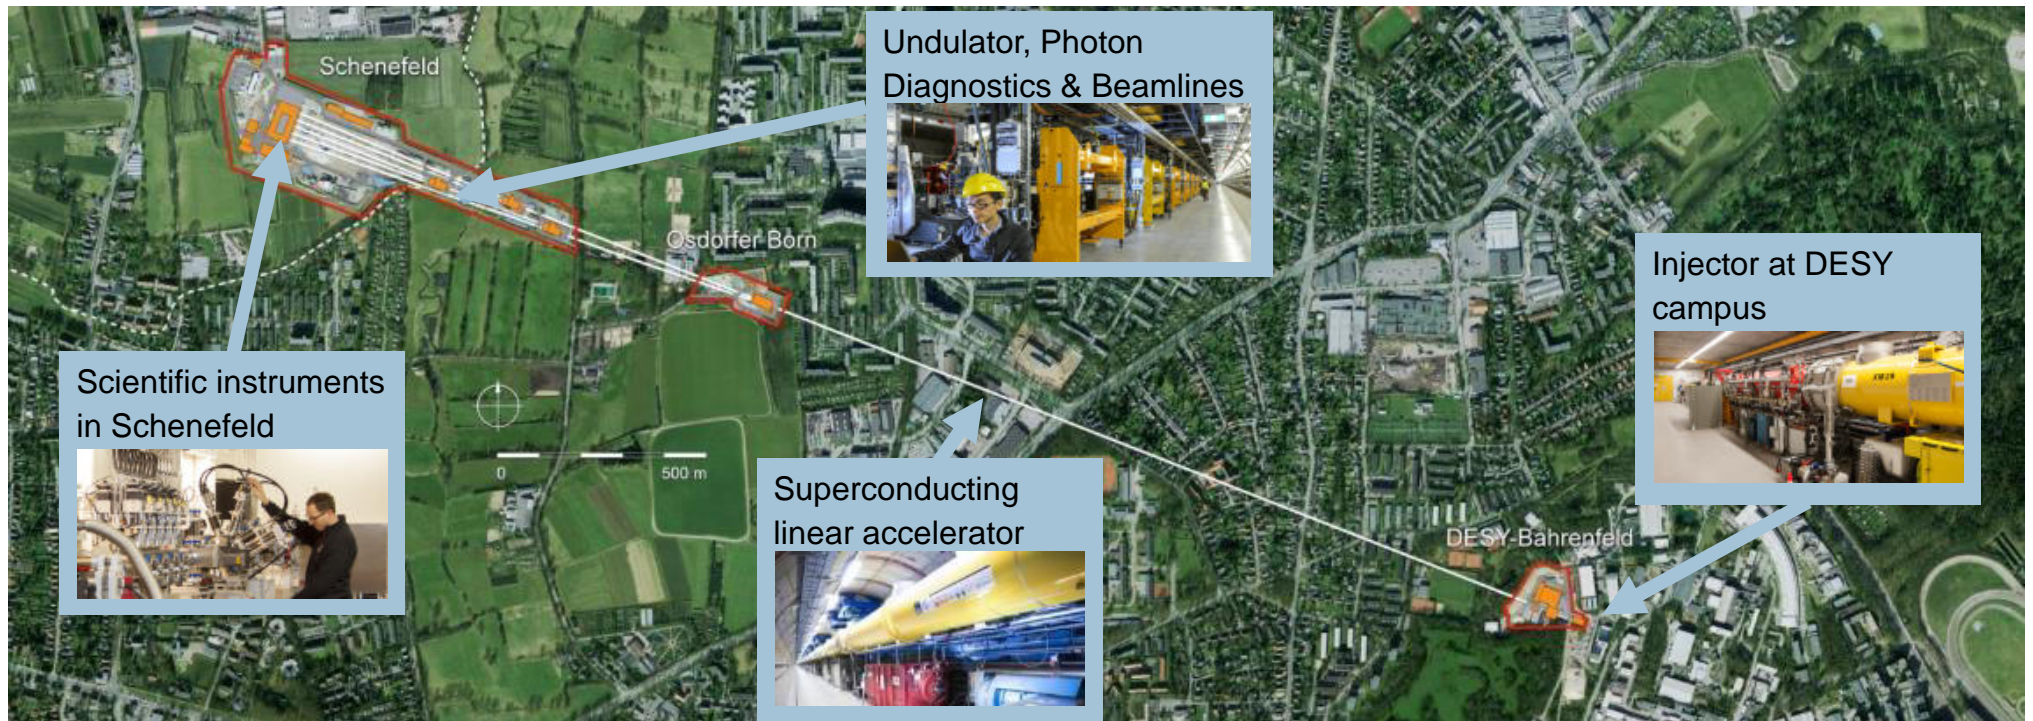 Schenefeld
Undulator, Photon
Diagnostics & Beamlines
Osdorfer Born
Injector at DESY
campus
Scientific instruments
in Schenefeld
0
500 m
Superconducting
linear accelerator
DESY-Bahrenfeld